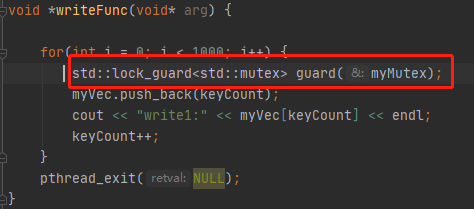 void *writeFunc(void* arg) {
for(int i = 0; i < 1000; i++) {
std::lock_guard<std::mutex> guard( &: myMutex);
myVec.push_back(keyCount);
cout << "write1:" << myVec[keyCount] << endl;
keyCount++;
}
pthread_exit( retval: NULL);
}